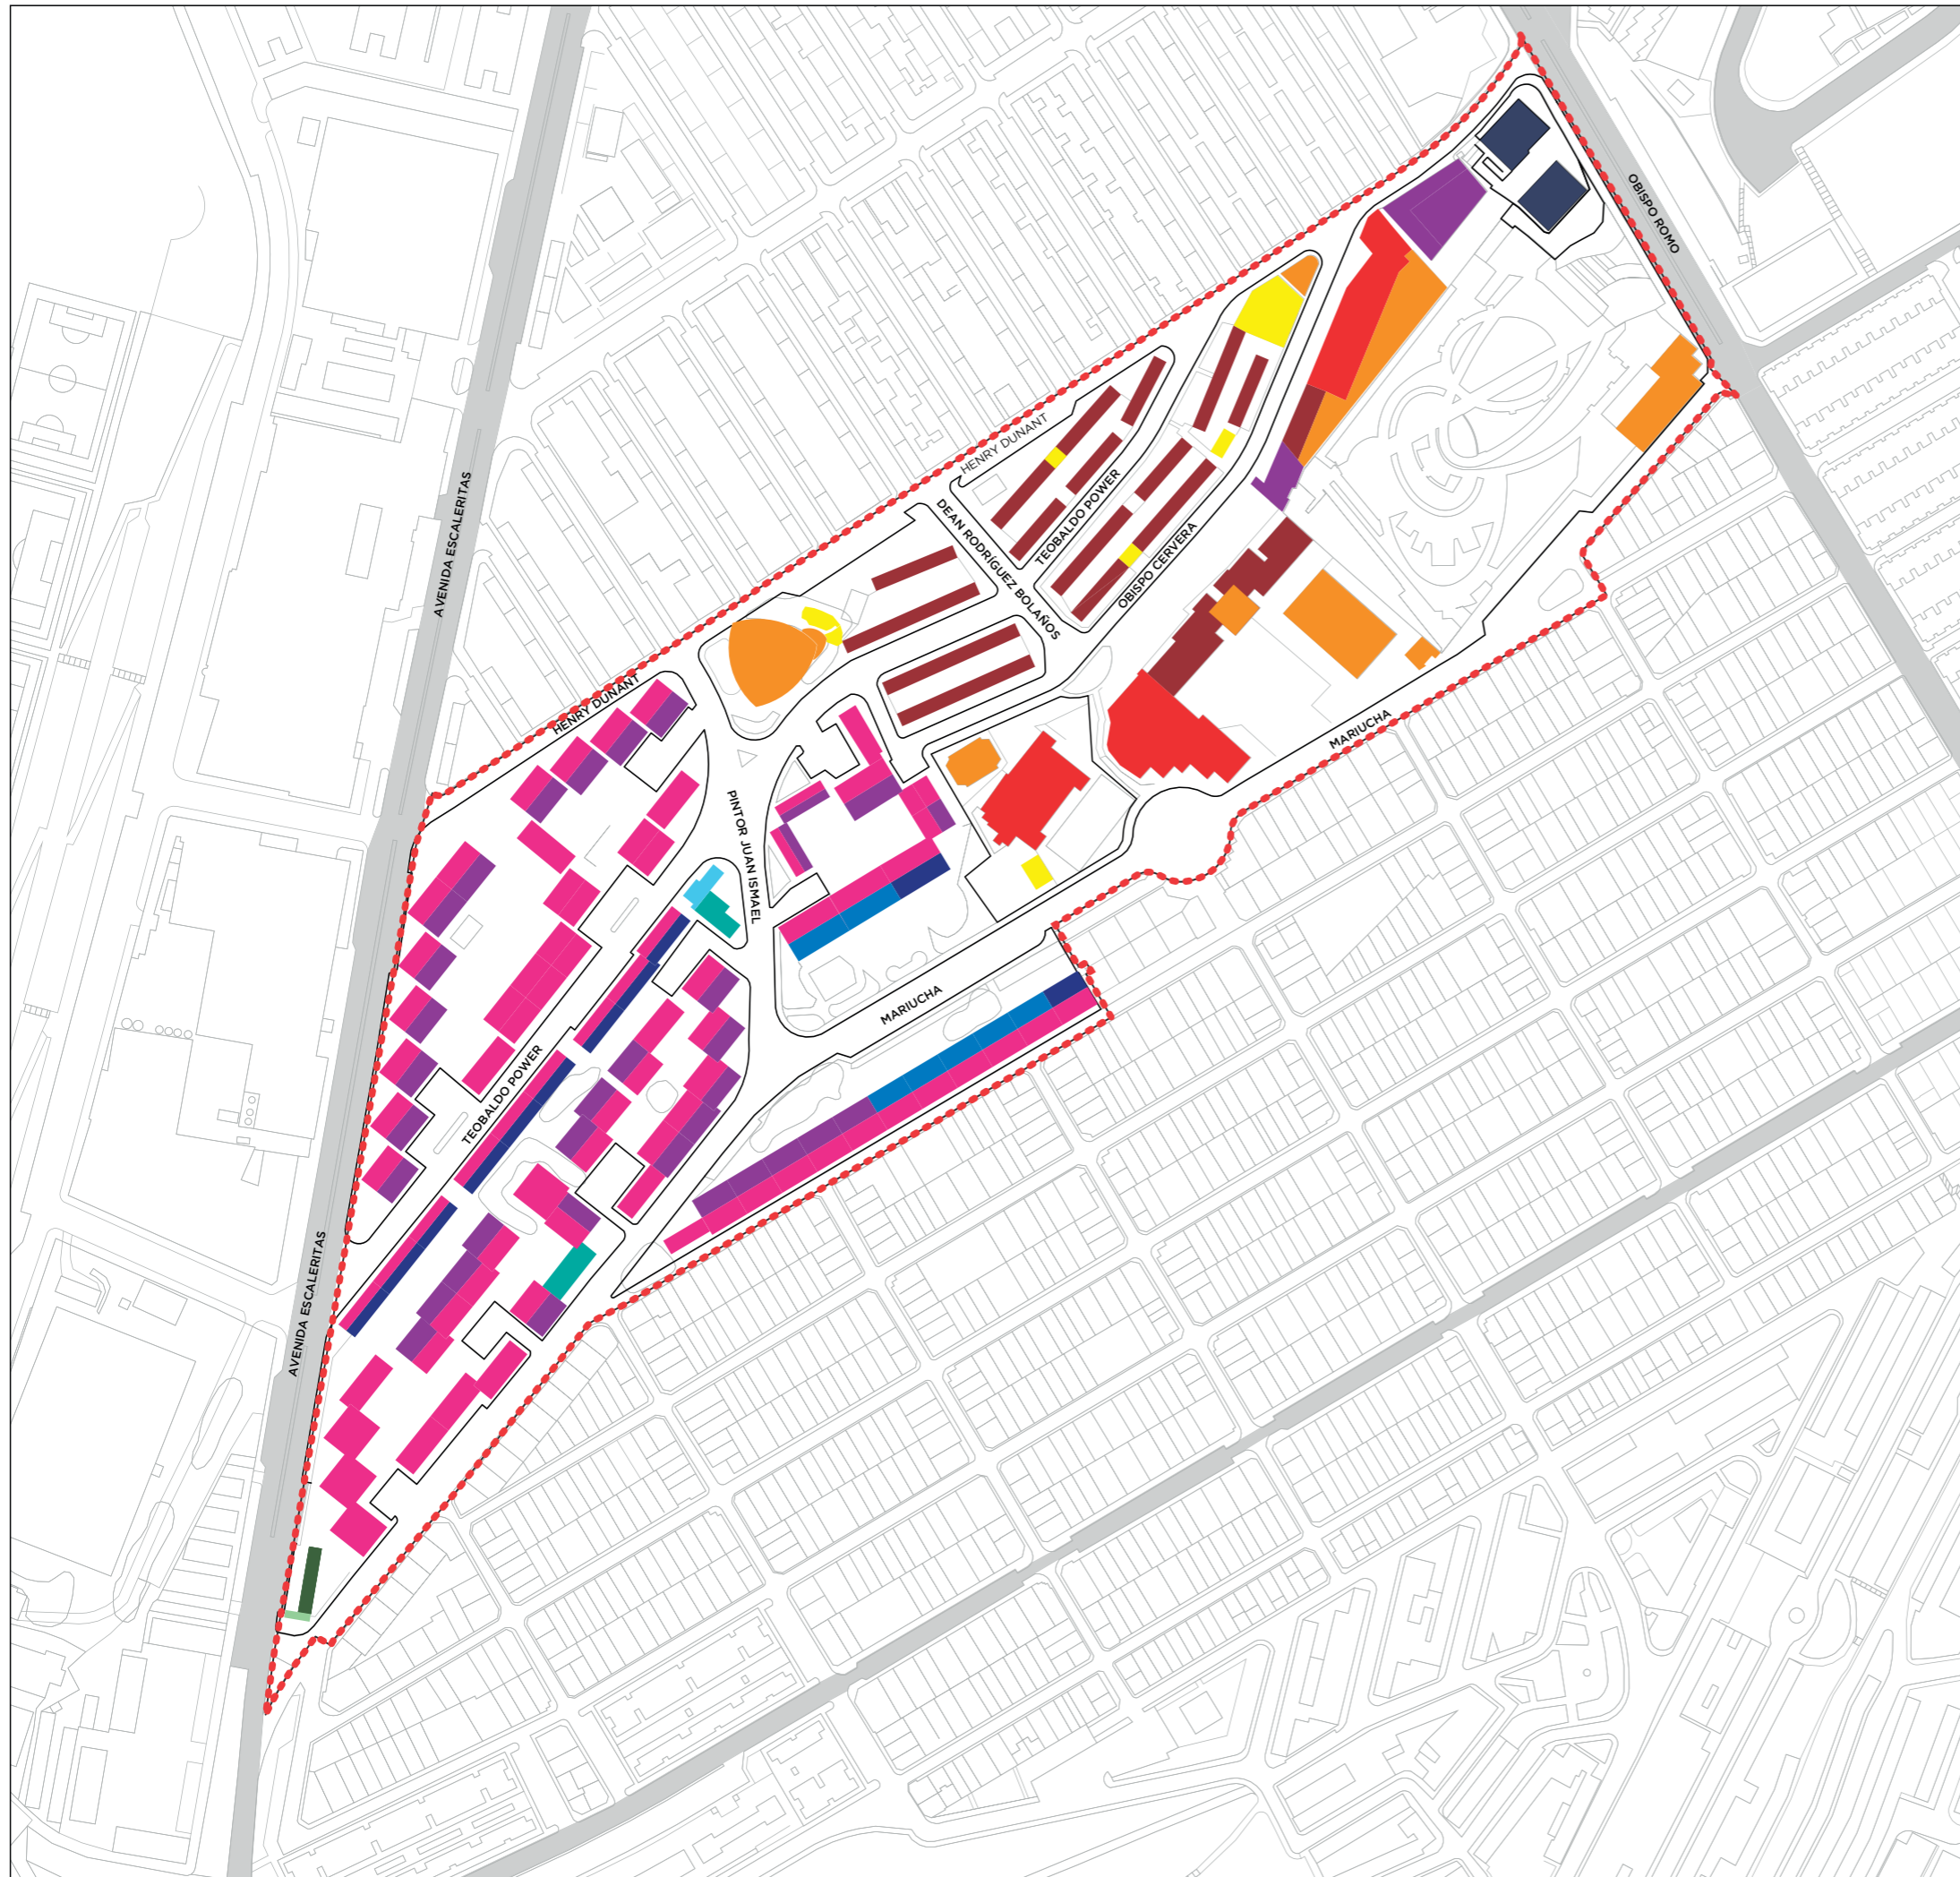 OBISPO ROMO
HENRY DUNANT
AVENIDA ESCALERITAS
TEOBALDO POWER
DEAN RODRÍGUEZ BOLAÑOS
OBISPO CERVERA
HENRY DUNANT
MARIUCHA
PINTOR JUAN ISMAEL
MARIUCHA
TEOBALDO POWER
AVENIDA ESCALERITAS